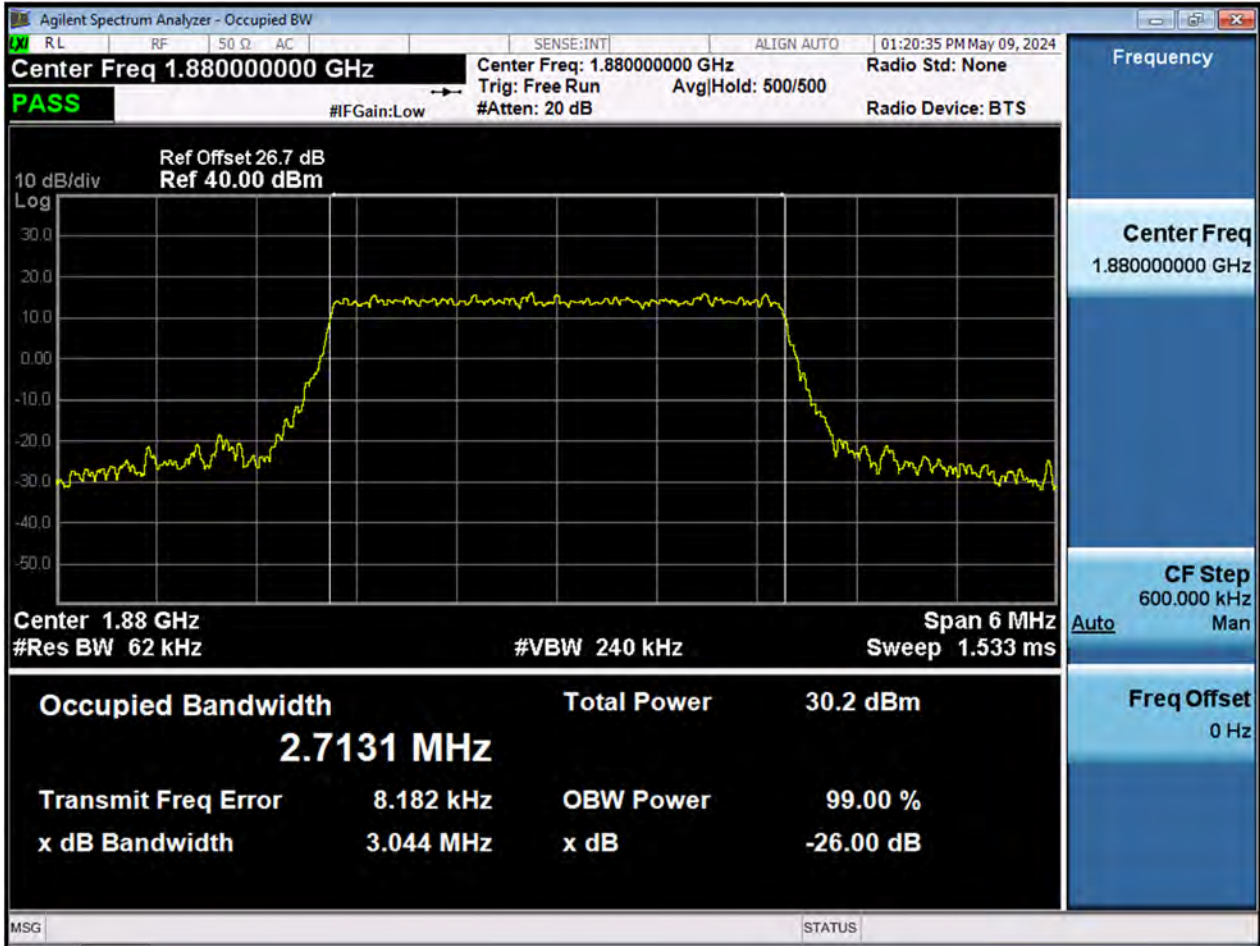 Agilent Spectrum Analyzer - Occupied BW
LXI RL RF 50 Ω AC SENSE:INT ALIGN AUTO 01:20:35 PM May 09, 2024
Center Freq 1.880000000 GHz
PASS
#IFGain:Low
Center Freq: 1.880000000 GHz
Trig: Free Run Avg|Hold: 500/500
#Atten: 20 dB
Radio Std: None
Radio Device: BTS
Ref Offset 26.7 dB
10 dB/div Ref 40.00 dBm
Log
30.0
20.0
10.0
0.00
-10.0
-20.0
-30.0
-40.0
-50.0
Center 1.88 GHz Span 6 MHz
#Res BW 62 kHz #VBW 240 kHz Sweep 1.533 ms
Occupied Bandwidth Total Power 30.2 dBm
2.7131 MHz
Transmit Freq Error 8.182 kHz OBW Power 99.00 %
x dB Bandwidth 3.044 MHz x dB -26.00 dB
MSG STATUS
Frequency
Center Freq
1.880000000 GHz
CF Step
600.000 kHz
Auto Man
Freq Offset
0 Hz